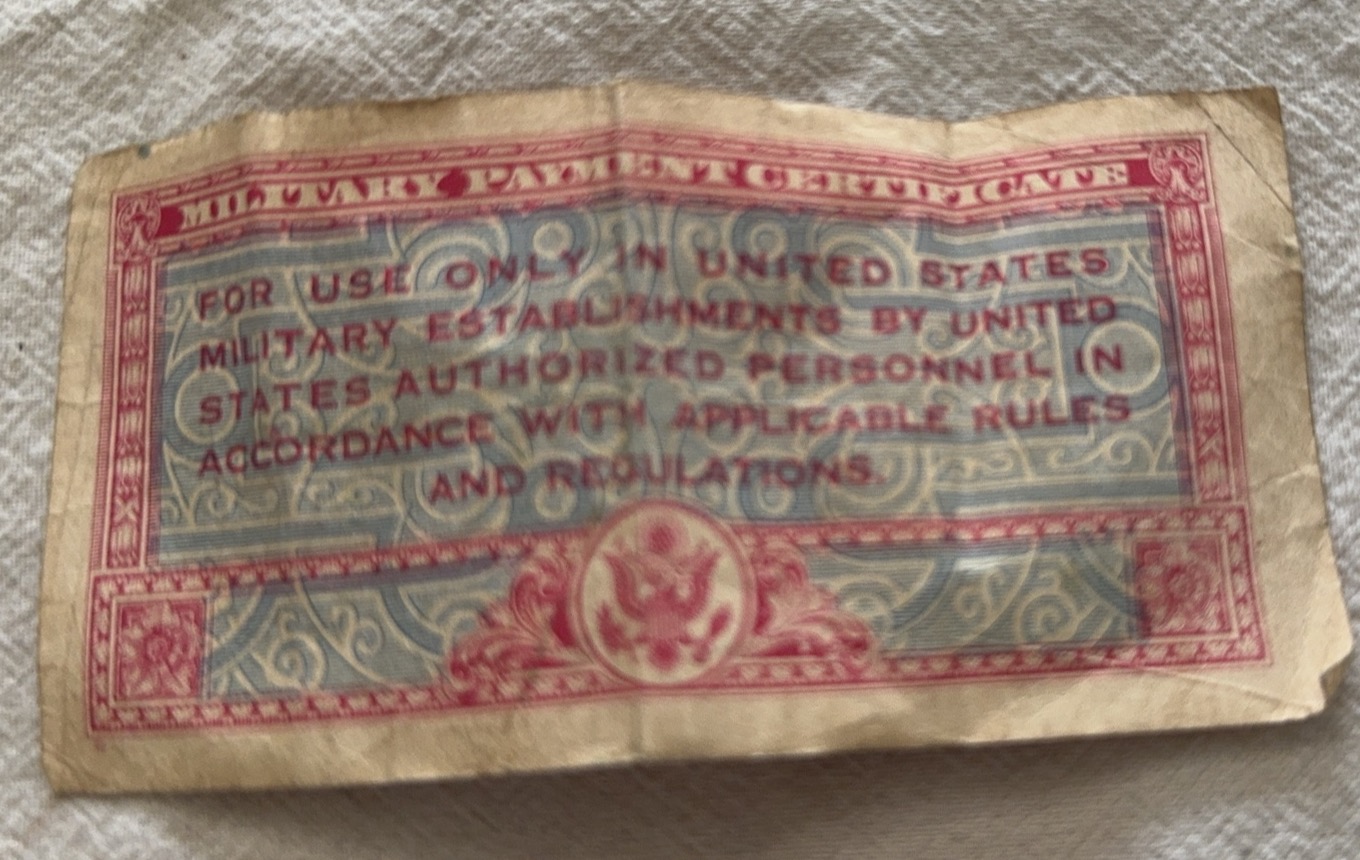 MILITARY PAYMENT CERTIFICATE
FOR USE ONLY IN UNITED STATES
MILITARY ESTABLISHMENTS BY UNITED
STATES AUTHORIZED PERSONNEL IN
ACCORDANCE WITH APPLICABLE RULES
AND REGULATIONS.